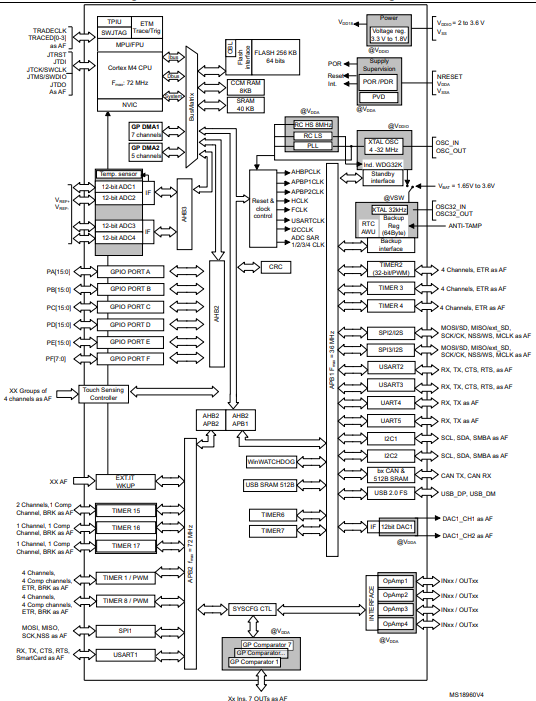 TRADECLK
TRACED[0-3]
as AF
JTRST
JTDI
JTCK/SWCLK
JTMS/SWDIO
JTDO
As AF
TPIU
SWJTAG
ETM
Trace/Trig
MPU/FPU
Cortex M4 CPU
Fmax: 72 MHz
NVIC
Ibus
Dbus
System
BusMatrix
OBL
Flash
interface
FLASH 256 KB
64 bits
CCM RAM
8KB
SRAM
40 KB
VDD18
Power
Voltage reg.
3.3 V to 1.8V
VDDIO = 2 to 3.6 V
VSS
@VDDIO
POR
Reset
Int.
Supply
Supervision
POR /PDR
PVD
NRESET
VDDA
VSSA
@VDDA
GP DMA1
7 channels
GP DMA2
5 channels
@VDDA
RC HS 8MHz
RC LS
PLL
@VDDIO
XTAL OSC
4 -32 MHz
OSC_IN
OSC_OUT
Ind. WDG32K
Standby
interface
VBAT = 1.65V to 3.6V
@VSW
XTAL 32kHz
RTC
AWU
Backup
Reg
(64Byte)
Backup
interface
OSC32_IN
OSC32_OUT
ANTI-TAMP
Temp. sensor
12-bit ADC1
12-bit ADC2
IF
VREF+
VREF-
12-bit ADC3
12-bit ADC4
IF
AHB3
Reset &
clock
control
AHBPCLK
APBP1CLK
APBP2CLK
HCLK
FCLK
USARTCLK
I2CCLK
ADC SAR
1/2/3/4 CLK
CRC
AHB2
PA[15:0]
GPIO PORT A
PB[15:0]
GPIO PORT B
PC[15:0]
GPIO PORT C
PD[15:0]
GPIO PORT D
PE[15:0]
GPIO PORT E
PF[7:0]
GPIO PORT F
XX Groups of
4 channels as AF
Touch Sensing
Controller
AHB2
APB2
AHB2
APB1
APB1 Fmax = 36 MHz
TIMER2
(32-bit/PWM)
4 Channels, ETR as AF
TIMER 3
4 Channels, ETR as AF
TIMER 4
4 Channels, ETR as AF
SPI2/I2S
MOSI/SD, MISO/ext_SD,
SCK/CK, NSS/WS, MCLK as AF
SPI3/I2S
MOSI/SD, MISO/ext_SD,
SCK/CK, NSS/WS, MCLK as AF
USART2
RX, TX, CTS, RTS, as AF
USART3
RX, TX, CTS, RTS, as AF
UART4
RX, TX as AF
UART5
RX, TX as AF
I2C1
SCL, SDA, SMBA as AF
I2C2
SCL, SDA, SMBA as AF
bx CAN &
512B SRAM
CAN TX, CAN RX
USB 2.0 FS
USB_DP, USB_DM
WinWATCHDOG
USB SRAM 512B
TIMER6
TIMER7
IF
12bit DAC1
DAC1_CH1 as AF
DAC1_CH2 as AF
@VDDA
XX AF
EXT.IT
WKUP
2 Channels,1 Comp
Channel, BRK as AF
TIMER 15
1 Channel, 1 Comp
Channel, BRK as AF
TIMER 16
1 Channel, 1 Comp
Channel, BRK as AF
TIMER 17
4 Channels,
4 Comp channels,
ETR, BRK as AF
TIMER 1 / PWM
4 Channels,
4 Comp channels,
ETR, BRK as AF
TIMER 8 / PWM
MOSI, MISO,
SCK,NSS as AF
SPI1
RX, TX, CTS, RTS,
SmartCard as AF
USART1
APB2 fmax = 72 MHz
SYSCFG CTL
INTERFACE
OpAmp1
INxx / OUTxx
OpAmp2
INxx / OUTxx
OpAmp3
INxx / OUTxx
OpAmp4
INxx / OUTxx
@VDDA
@VDDA
GP Comparator 7
GP Comparator...
GP Comparator 1
Xx Ins, 7 OUTs as AF
MS18960V4